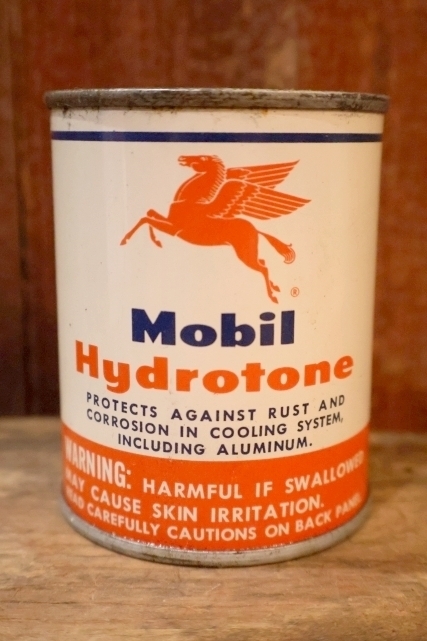 ®
Mobil
Hydrotone
PROTECTS AGAINST RUST AND
CORROSION IN COOLING SYSTEM,
INCLUDING ALUMINUM.
WARNING: HARMFUL IF SWALLOWED
MAY CAUSE SKIN IRRITATION.
READ CAREFULLY CAUTIONS ON BACK PANEL